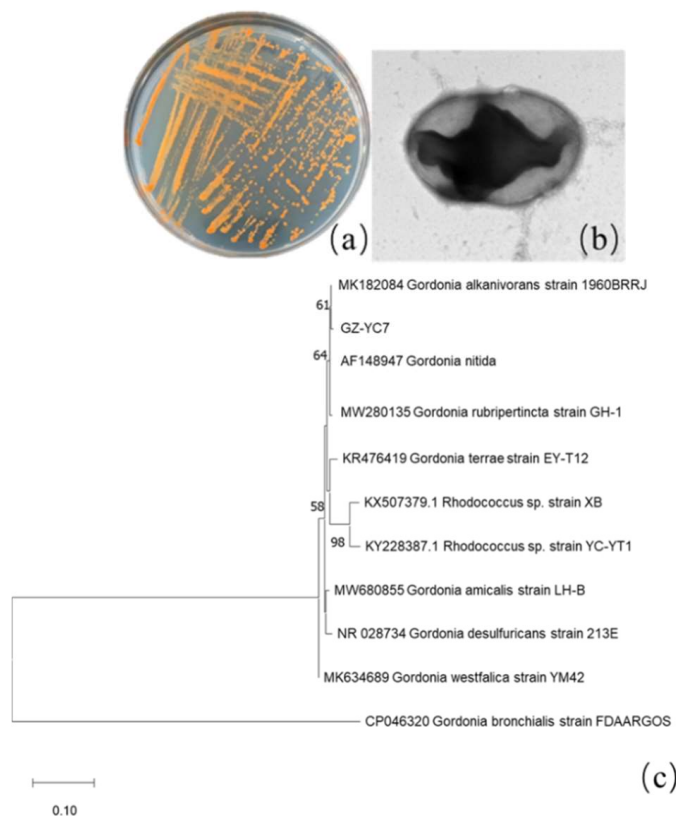 (a)
(b)
MK182084 Gordonia alkanivorans strain 1960BRRJ
61
GZ-YC7
64
AF148947 Gordonia nitida
MW280135 Gordonia rubripertincta strain GH-1
KR476419 Gordonia terrae strain EY-T12
KX507379.1 Rhodococcus sp. strain XB
58
98
KY228387.1 Rhodococcus sp. strain YC-YT1
MW680855 Gordonia amicalis strain LH-B
NR 028734 Gordonia desulfuricans strain 213E
MK634689 Gordonia westfalica strain YM42
CP046320 Gordonia bronchialis strain FDAARGOS
(c)
0.10